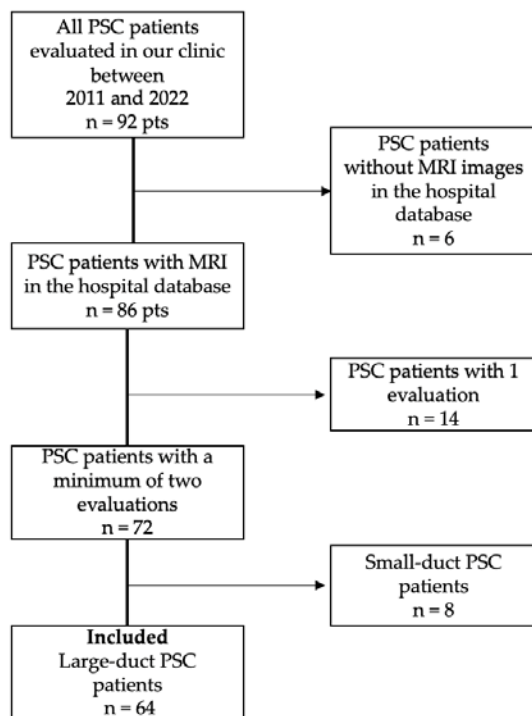 All PSC patients
evaluated in our clinic
between
2011 and 2022
n = 92 pts
PSC patients
without MRI images
in the hospital
database
n = 6
PSC patients with MRI
in the hospital database
n = 86 pts
PSC patients with 1
evaluation
n = 14
PSC patients with a
minimum of two
evaluations
n = 72
Small-duct PSC
patients
n = 8
Included
Large-duct PSC
patients
n = 64